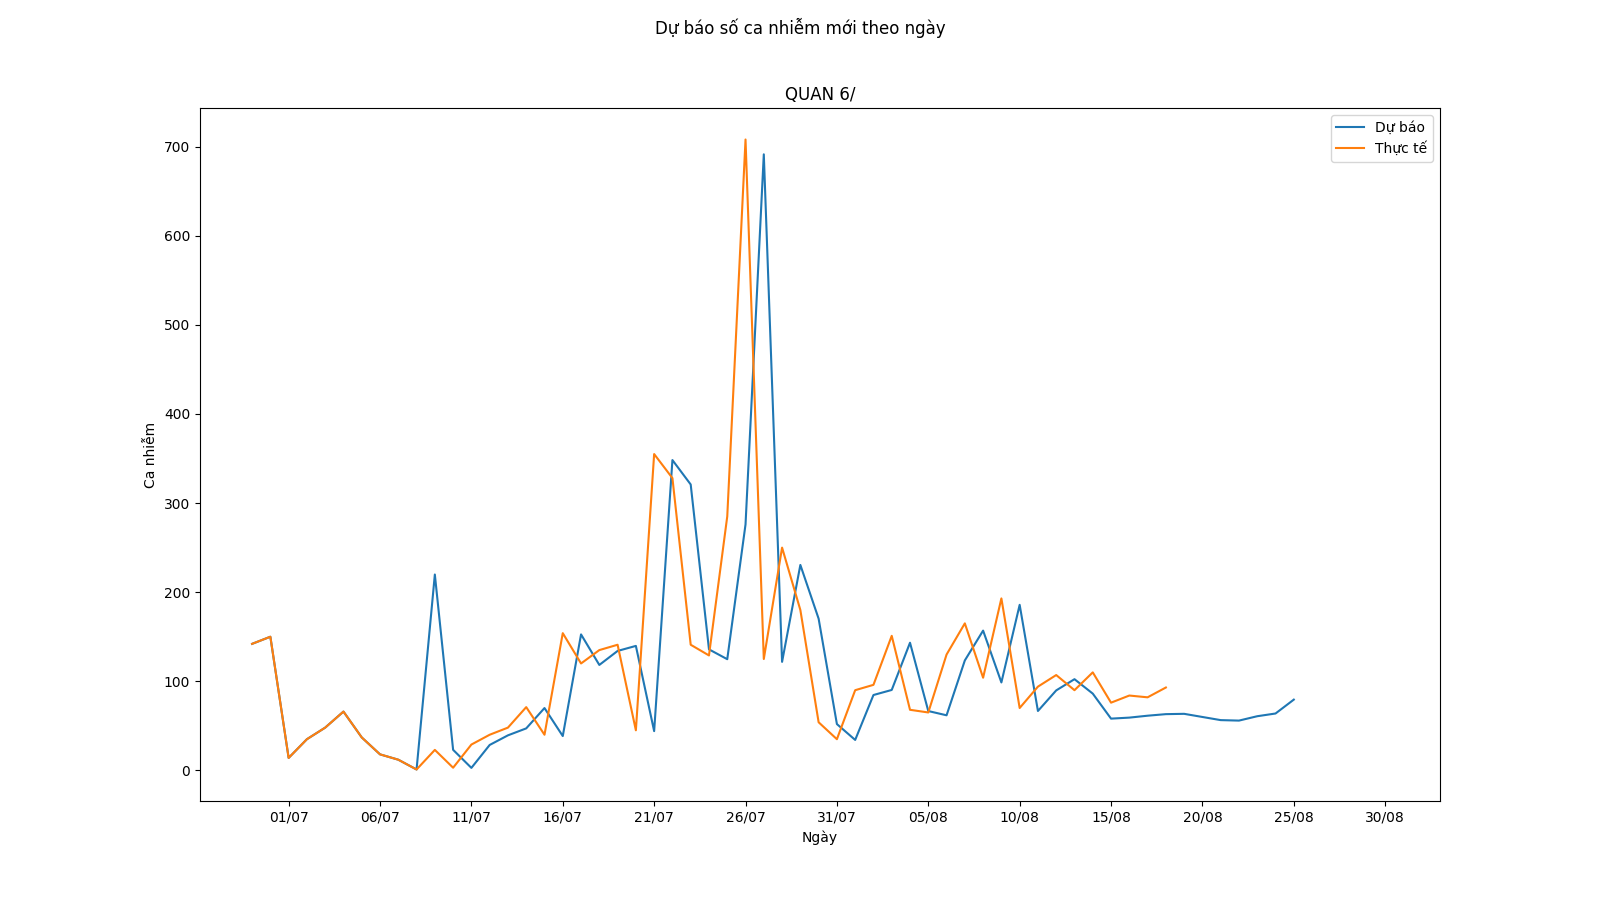 Dự báo số ca nhiễm mới theo ngày
QUAN 6/
Dự báo
Thực tế
700
600
500
400
300
200
100
0
Ca nhiễm
01/07 06/07 11/07 16/07 21/07 26/07 31/07 05/08 10/08 15/08 20/08 25/08 30/08
Ngày